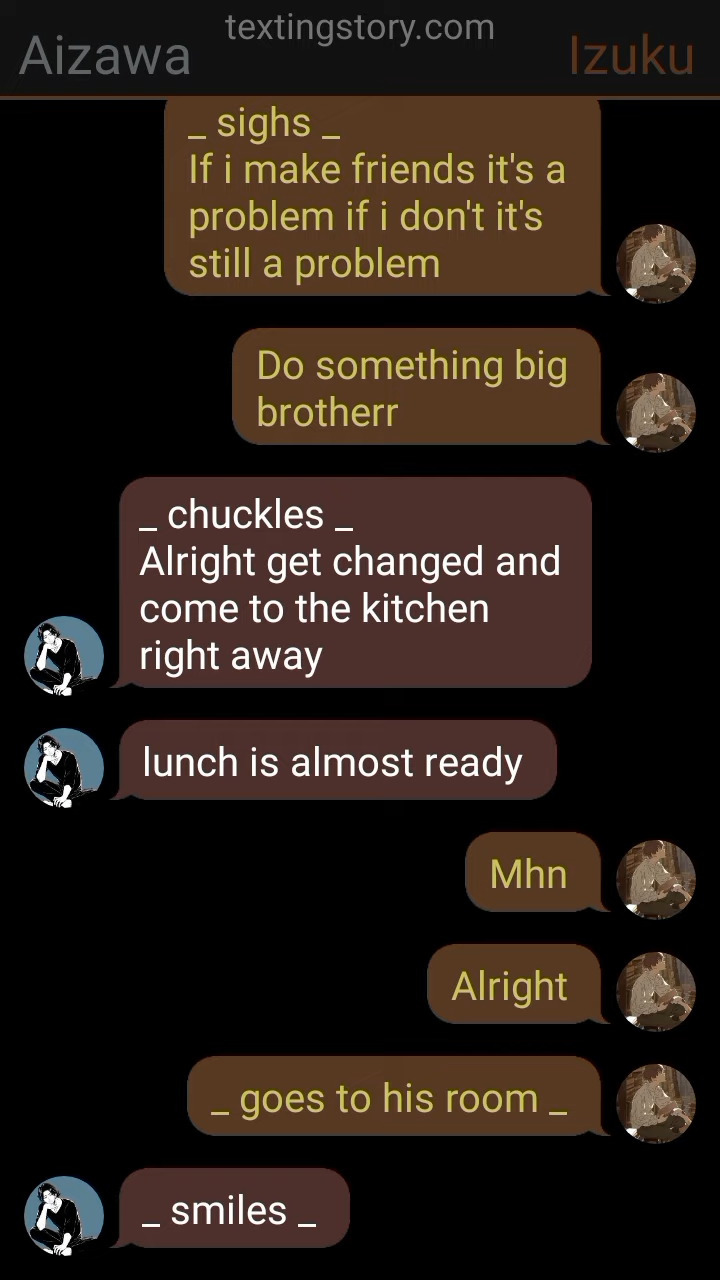 textingstory.com
Aizawa
Izuku
_ sighs _
If i make friends it's a
problem if i don't it's
still a problem
Do something big
brotherr
_ chuckles _
Alright get changed and
come to the kitchen
right away
lunch is almost ready
Mhn
Alright
_ goes to his room _
_ smiles _